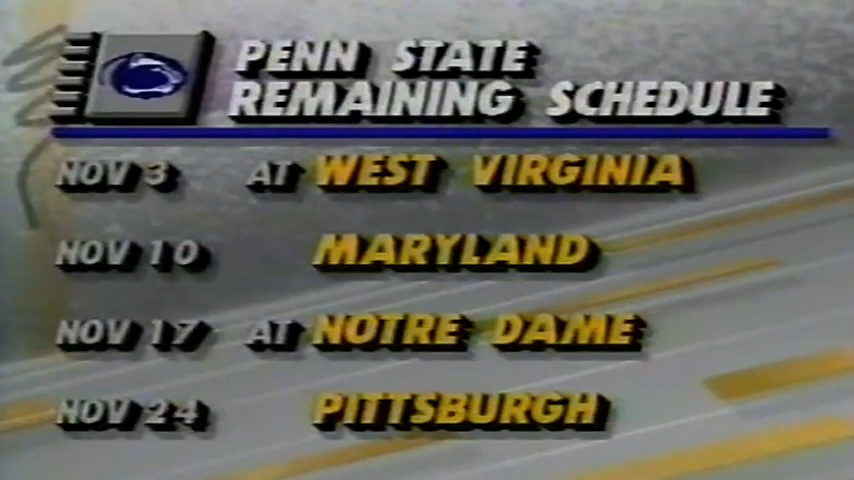 PENN STATE
REMAINING SCHEDULE
NOV 3 AT WEST VIRGINIA
NOV 10 MARYLAND
NOV 17 AT NOTRE DAME
NOV 24 PITTSBURGH